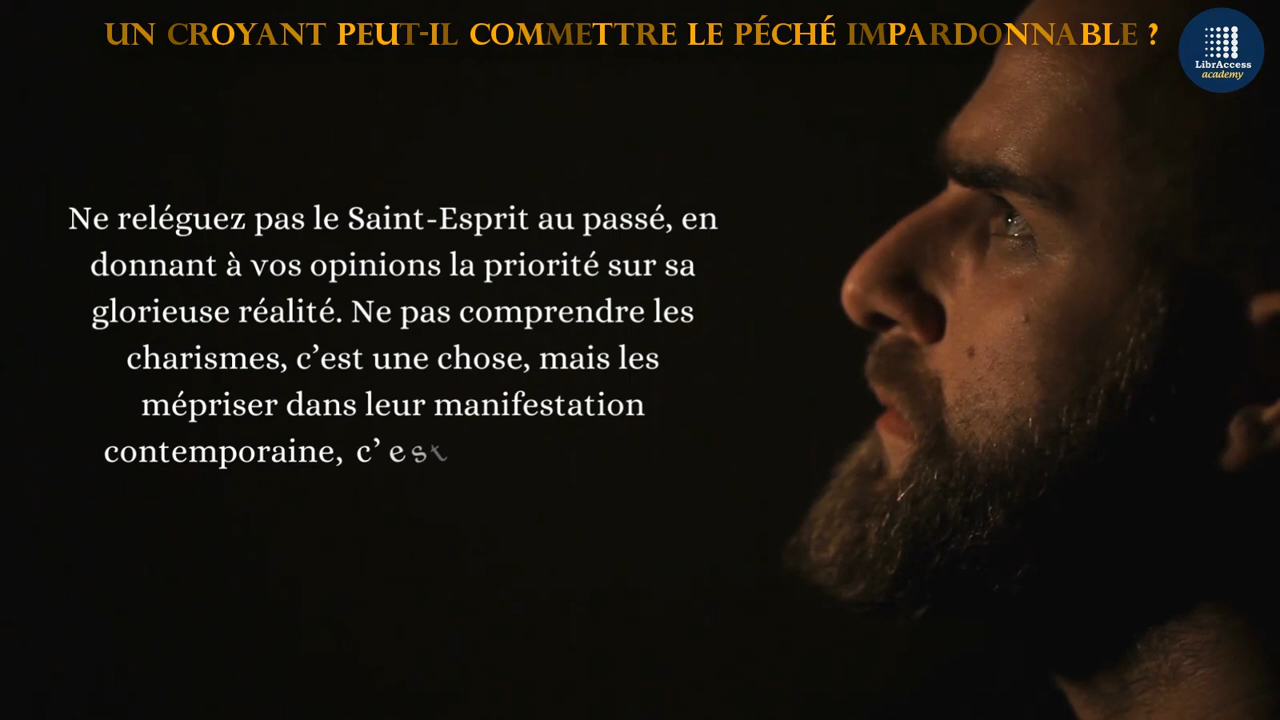 UN CROYANT PEUT-IL COMMETTRE LE PÉCHÉ IMPARDONNABLE ?
LibrAccess
academy
Ne reléguez pas le Saint-Esprit au passé, en
donnant à vos opinions la priorité sur sa
glorieuse réalité. Ne pas comprendre les
charismes, c’est une chose, mais les
mépriser dans leur manifestation
contemporaine, c’est